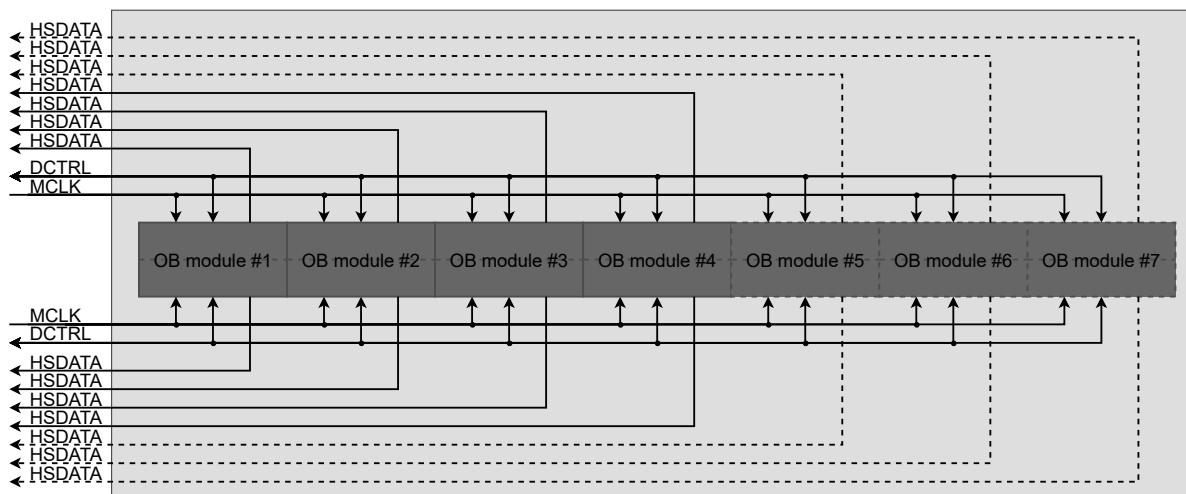 HSDATA
HSDATA
HSDATA
HSDATA
HSDATA
HSDATA
HSDATA
DCTRL
MCLK
OB module #1 OB module #2 OB module #3 OB module #4 OB module #5 OB module #6 OB module #7
MCLK
DCTRL
HSDATA
HSDATA
HSDATA
HSDATA
HSDATA
HSDATA
HSDATA